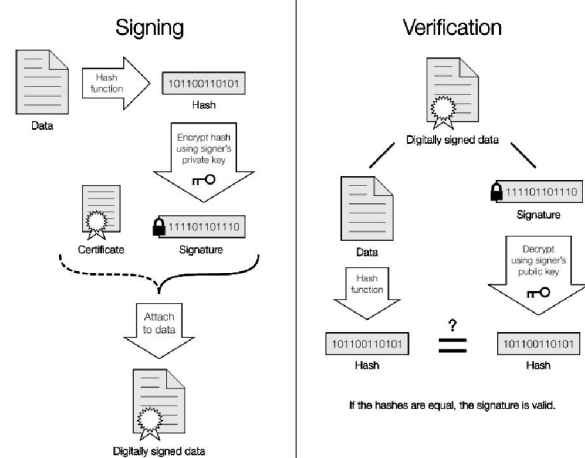 Signing
Hash
function
101100110101
Hash
Data
Encrypt hash
using signer's
private key
111101101110
Certificate
Signature
Attach
to data
Digitally signed data
Verification
Digitally signed data
111101101110
Signature
Data
Hash
function
Decrypt
using signer's
public key
?
=
101100110101
101100110101
Hash
Hash
If the hashes are equal, the signature is valid.